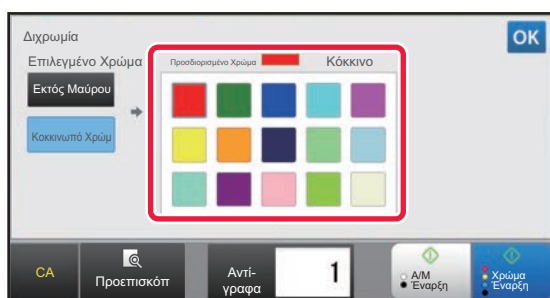 Διχρωμία
OK
Επιλεγμένο Χρώμα
Προσδιορισμένο Χρώμα
Κόκκινο
Εκτός Μαύρου
Κοκκινωπό Χρώμ
CA
Προεπισκόπ
Αντί-
γραφα
1
Α/Μ
Έναρξη
Χρώμα
Έναρξη